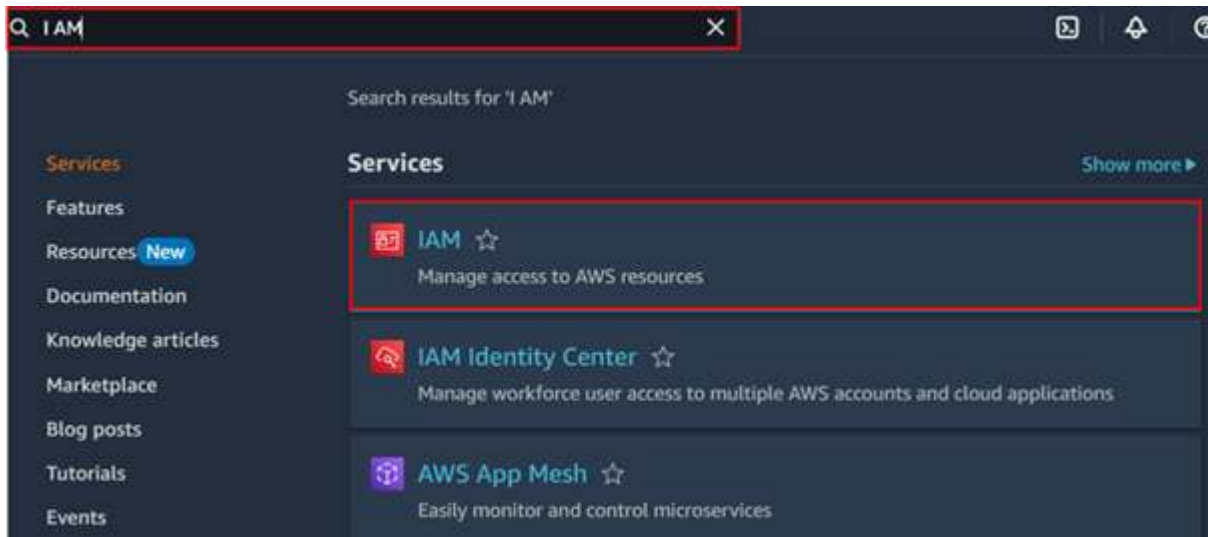 I AM
Search results for 'I AM'
Services
Features
Resources New
Documentation
Knowledge articles
Marketplace
Blog posts
Tutorials
Events
Services
Show more
IAM
Manage access to AWS resources
IAM Identity Center
Manage workforce user access to multiple AWS accounts and cloud applications
AWS App Mesh
Easily monitor and control microservices